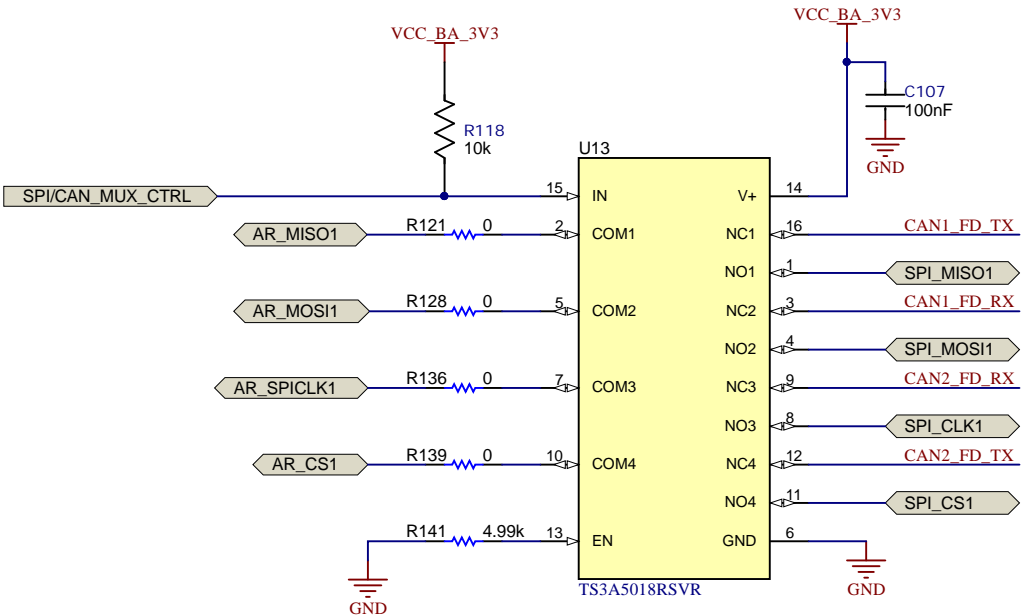 VCC_BA_3V3
VCC_BA_3V3
C107
100nF
GND
R118
10k
U13
SPI/CAN_MUX_CTRL
15 IN V+ 14
AR_MISO1 R121 0 2 COM1 NC1 16 CAN1_FD_TX
NO1 1 SPI_MISO1
AR_MOSI1 R128 0 5 COM2 NC2 3 CAN1_FD_RX
NO2 4 SPI_MOSI1
AR_SPICLK1 R136 0 7 COM3 NC3 9 CAN2_FD_RX
NO3 8 SPI_CLK1
AR_CS1 R139 0 10 COM4 NC4 12 CAN2_FD_TX
NO4 11 SPI_CS1
R141 4.99k 13 EN GND 6
GND
TS3A5018RSVR
GND